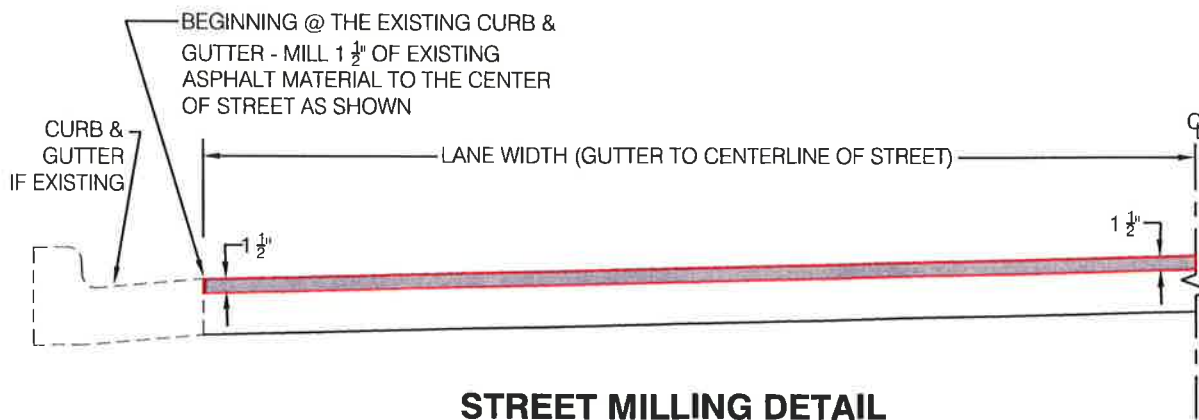 BEGINNING @ THE EXISTING CURB &
GUTTER - MILL 1 1/2" OF EXISTING
ASPHALT MATERIAL TO THE CENTER
OF STREET AS SHOWN
CURB &
GUTTER
IF EXISTING
LANE WIDTH (GUTTER TO CENTERLINE OF STREET)
℄
1 1/2"
1 1/2"
STREET MILLING DETAIL